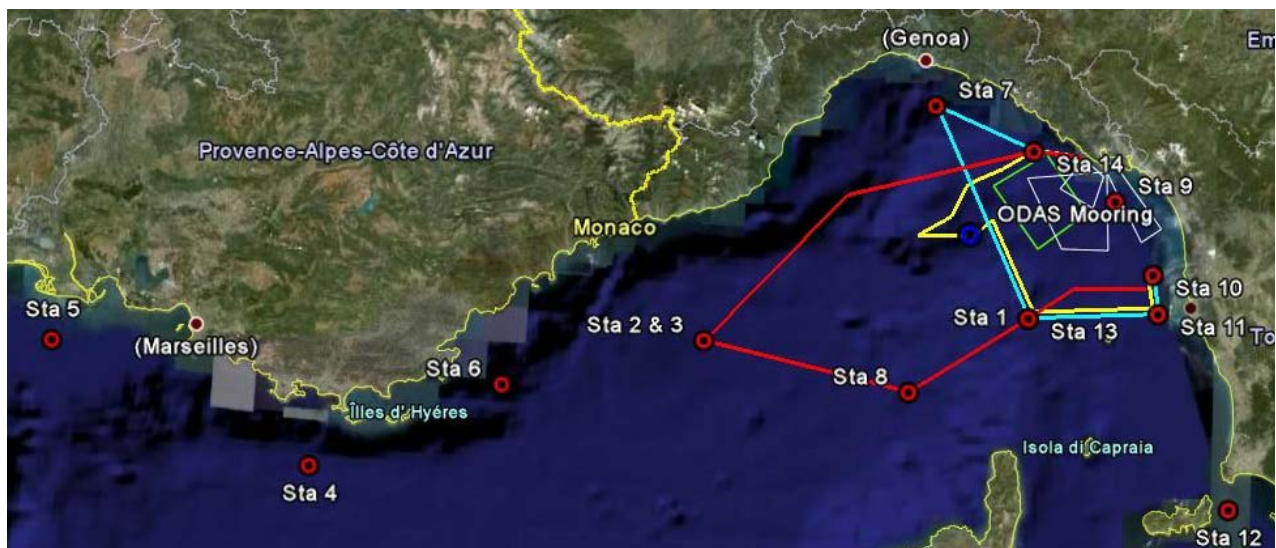 (Genoa)
Em
Sta 7
Provence-Alpes-Côte d'Azur
Sta 14
Sta 9
ODAS Mooring
Monaco
Sta 5
(Marseilles)
Sta 2 & 3
Sta 1
Sta 13
Sta 10
Sta 11
To
Sta 6
Sta 8
Îlles d' Hyéres
Isola di Capraia
Sta 4
Sta 12